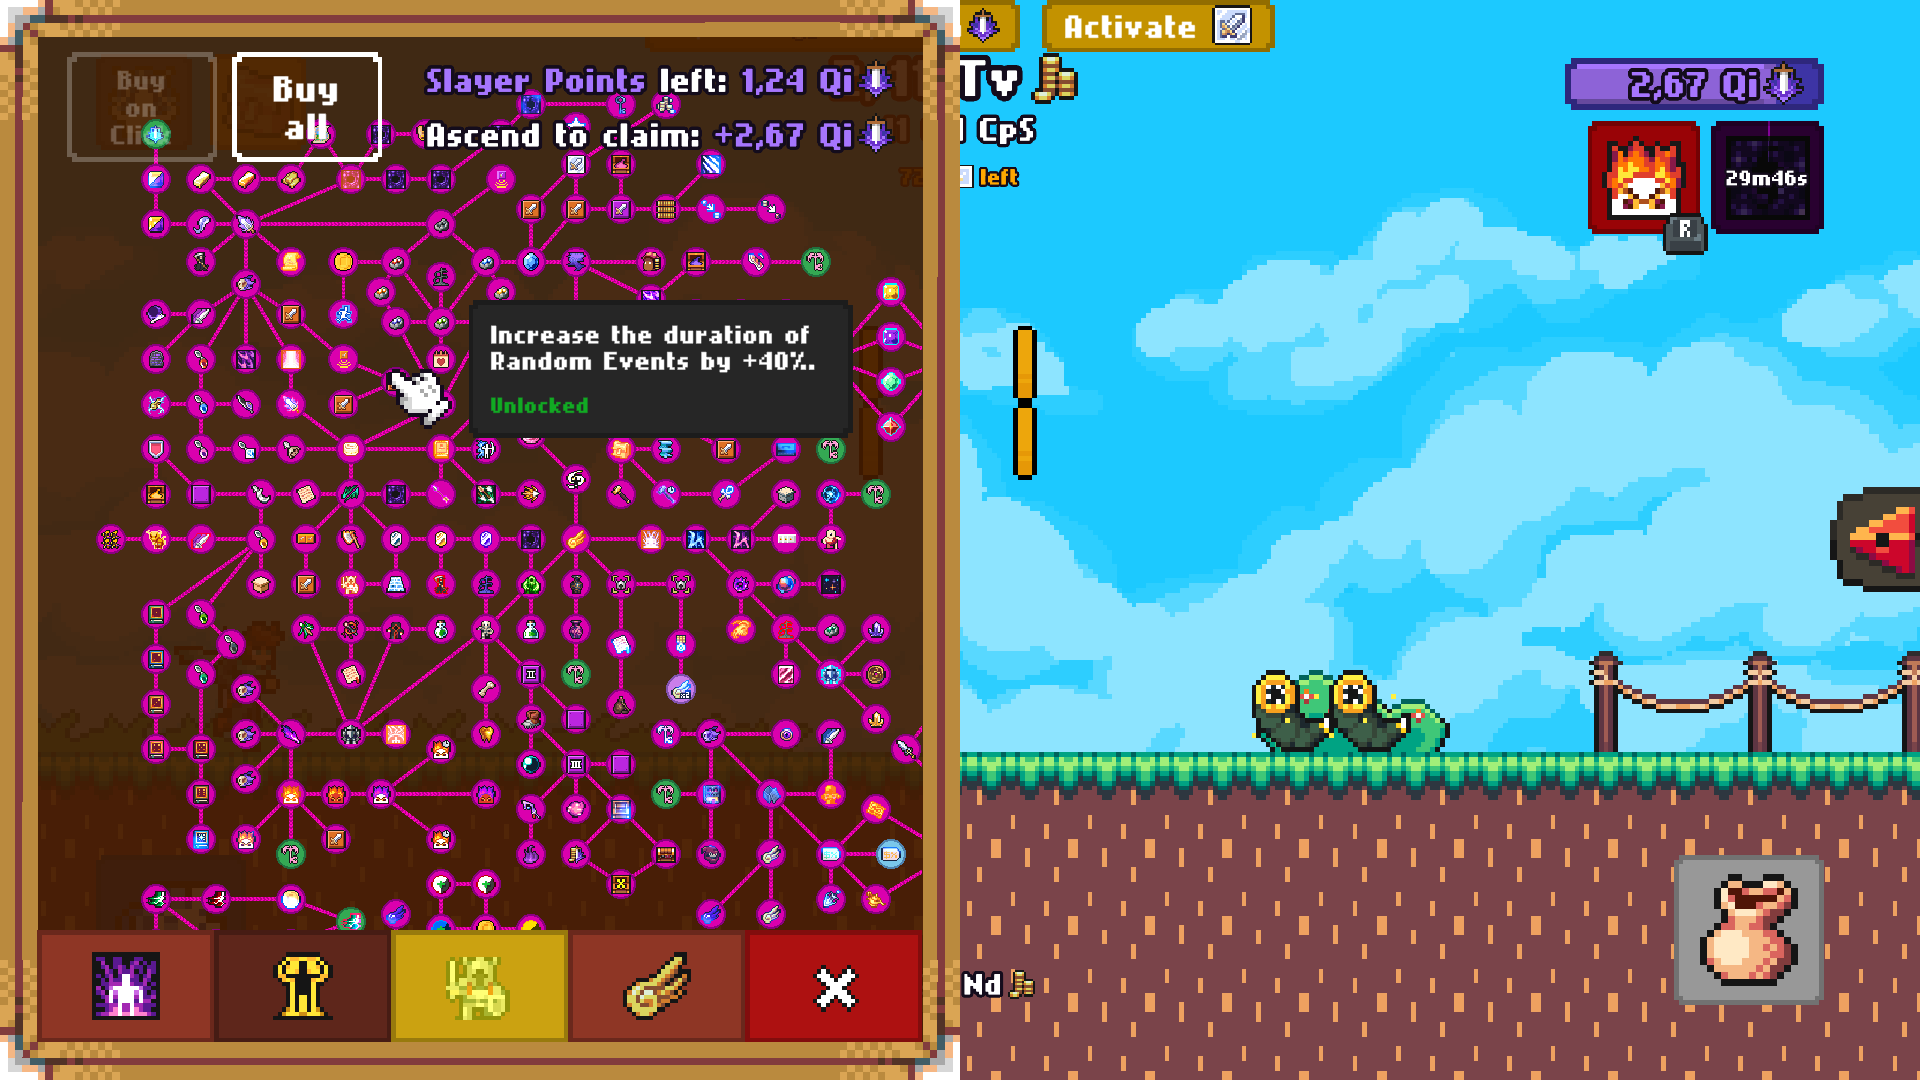 Buy
on
Click
Buy
all
Slayer Points left: 1,24 Qi
Ascend to claim: +2,67 Qi
Increase the duration of
Random Events by +40%.
Unlocked
Activate
Tv
CpS
left
2,67 Qi
29m46s
R
Nd